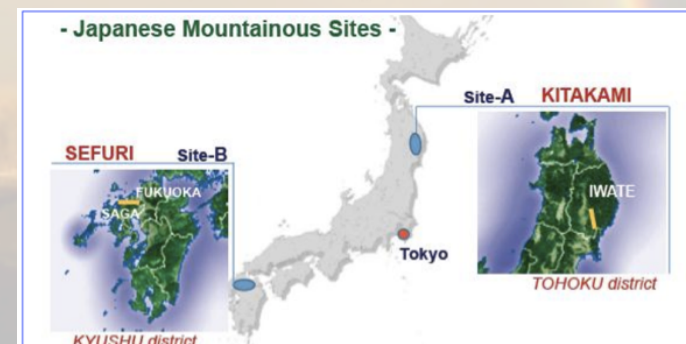 - Japanese Mountainous Sites -
Site-A KITAKAMI
SEFURI Site-B
FUKUOKA
SAGA
IWATE
Tokyo
TOHOKU district
KYUSHU district